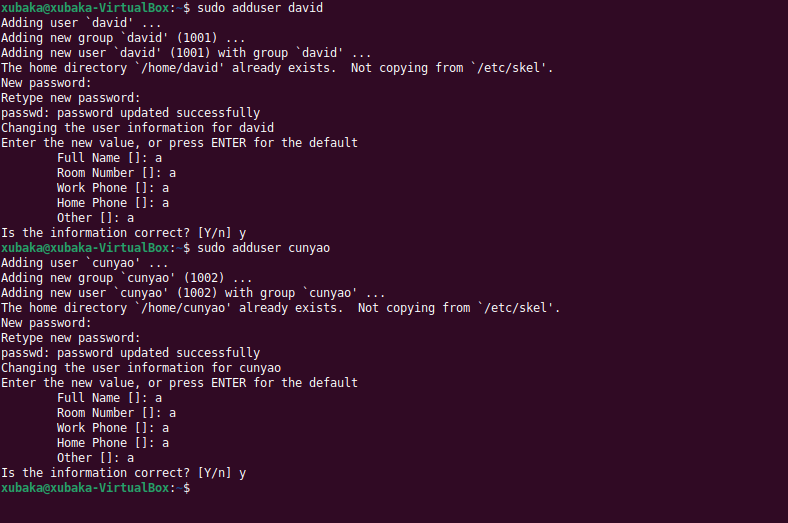 xubaka@xubaka-VirtualBox:~$ sudo adduser david
Adding user `david' ...
Adding new group `david' (1001) ...
Adding new user `david' (1001) with group `david' ...
The home directory `/home/david' already exists.  Not copying from `/etc/skel'.
New password:
Retype new password:
passwd: password updated successfully
Changing the user information for david
Enter the new value, or press ENTER for the default
        Full Name []: a
        Room Number []: a
        Work Phone []: a
        Home Phone []: a
        Other []: a
Is the information correct? [Y/n] y
xubaka@xubaka-VirtualBox:~$ sudo adduser cunyao
Adding user `cunyao' ...
Adding new group `cunyao' (1002) ...
Adding new user `cunyao' (1002) with group `cunyao' ...
The home directory `/home/cunyao' already exists.  Not copying from `/etc/skel'.
New password:
Retype new password:
passwd: password updated successfully
Changing the user information for cunyao
Enter the new value, or press ENTER for the default
        Full Name []: a
        Room Number []: a
        Work Phone []: a
        Home Phone []: a
        Other []: a
Is the information correct? [Y/n] y
xubaka@xubaka-VirtualBox:~$